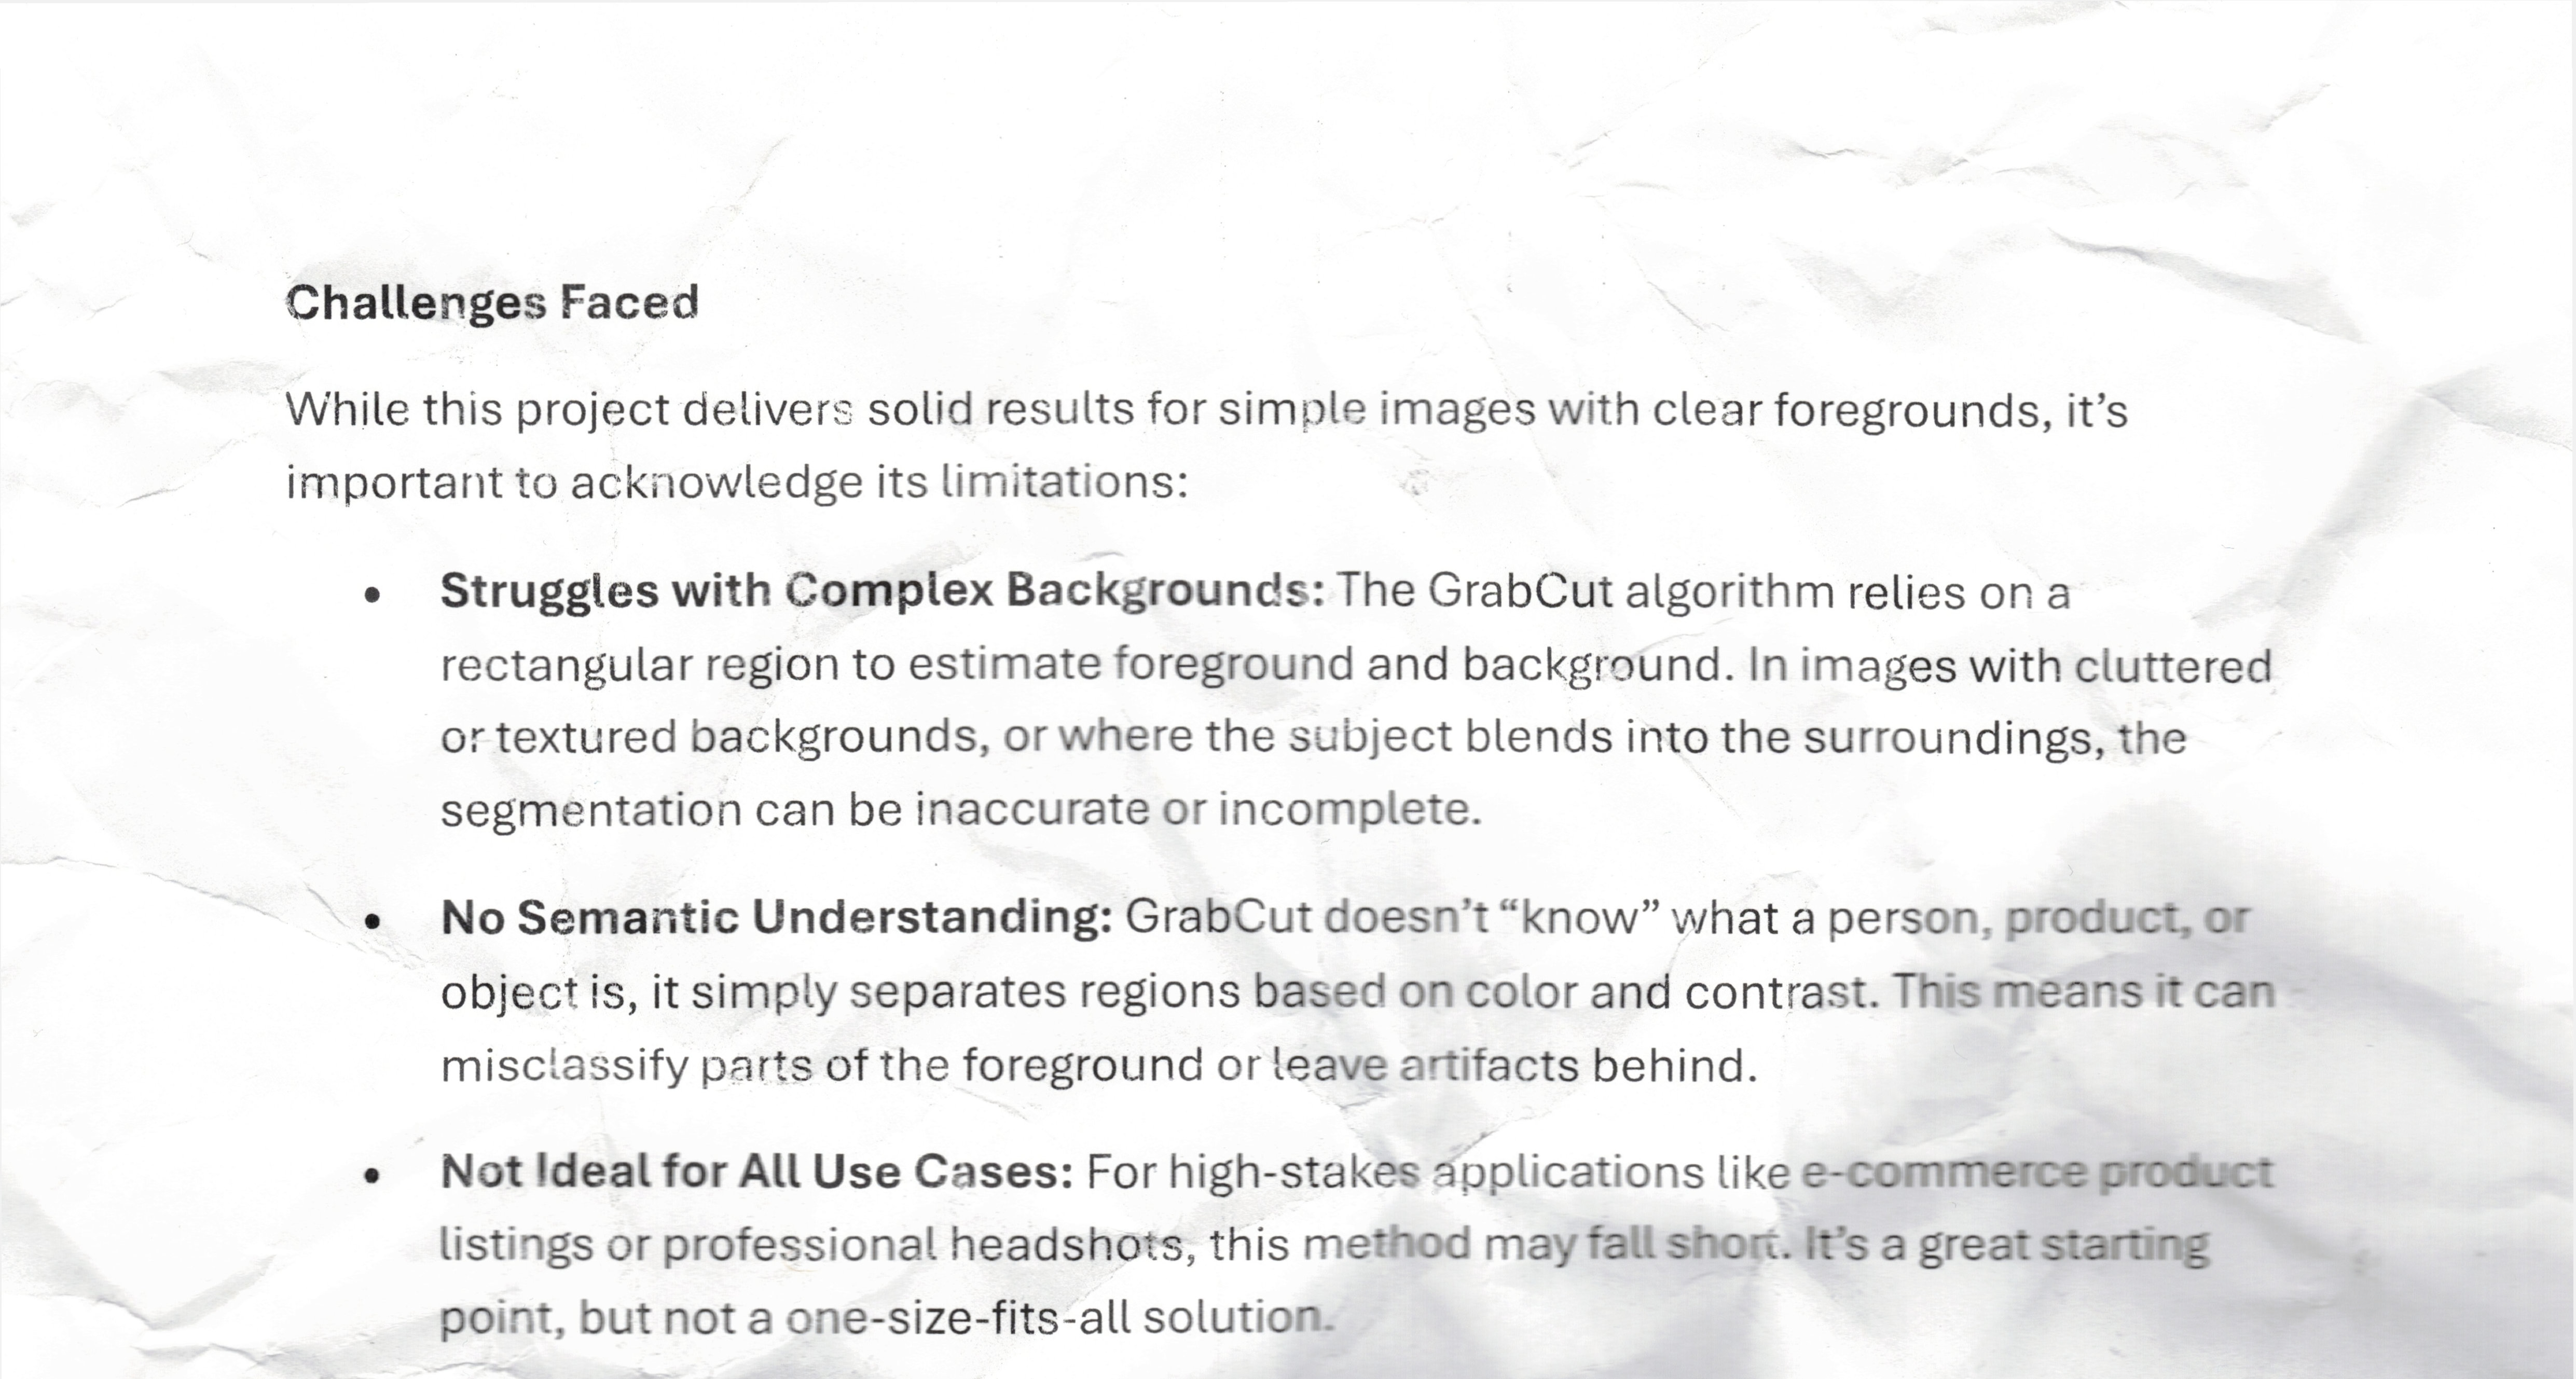 Challenges Faced
While this project delivers solid results for simple images with clear foregrounds, it’s
important to acknowledge its limitations:
• Struggles with Complex Backgrounds: The GrabCut algorithm relies on a
rectangular region to estimate foreground and background. In images with cluttered
or textured backgrounds, or where the subject blends into the surroundings, the
segmentation can be inaccurate or incomplete.
• No Semantic Understanding: GrabCut doesn’t “know” what a person, product, or
object is, it simply separates regions based on color and contrast. This means it can
misclassify parts of the foreground or leave artifacts behind.
• Not Ideal for All Use Cases: For high-stakes applications like e-commerce product
listings or professional headshots, this method may fall short. It’s a great starting
point, but not a one-size-fits-all solution.